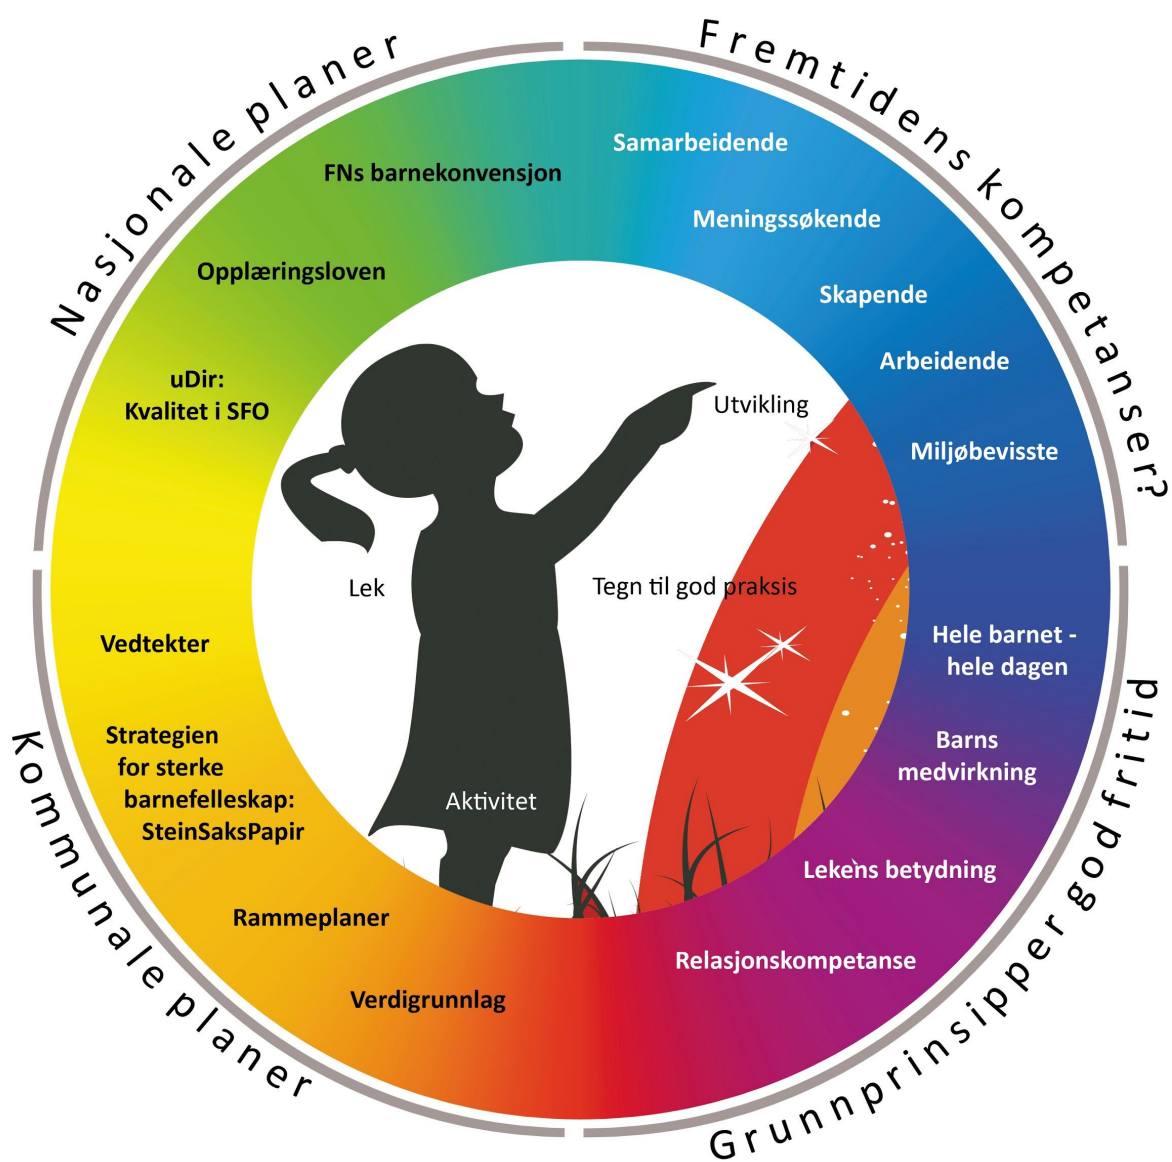 Nasjonale planer
FNs barnekonvensjon
Opplæringsloven
uDir:
Kvalitet i SFO
Fremtidens kompetanser?
Samarbeidende
Meningssøkende
Skapende
Arbeidende
Miljøbevisste
Grunnprinsipper god fritid
Hele barnet -
hele dagen
Barns
medvirkning
Lekens betydning
Relasjonskompetanse
Kommunale planer
Vedtekter
Strategien
for sterke
barnefelleskap:
SteinSaksPapir
Rammeplaner
Verdigrunnlag
Utvikling
Lek
Tegn til god praksis
Aktivitet